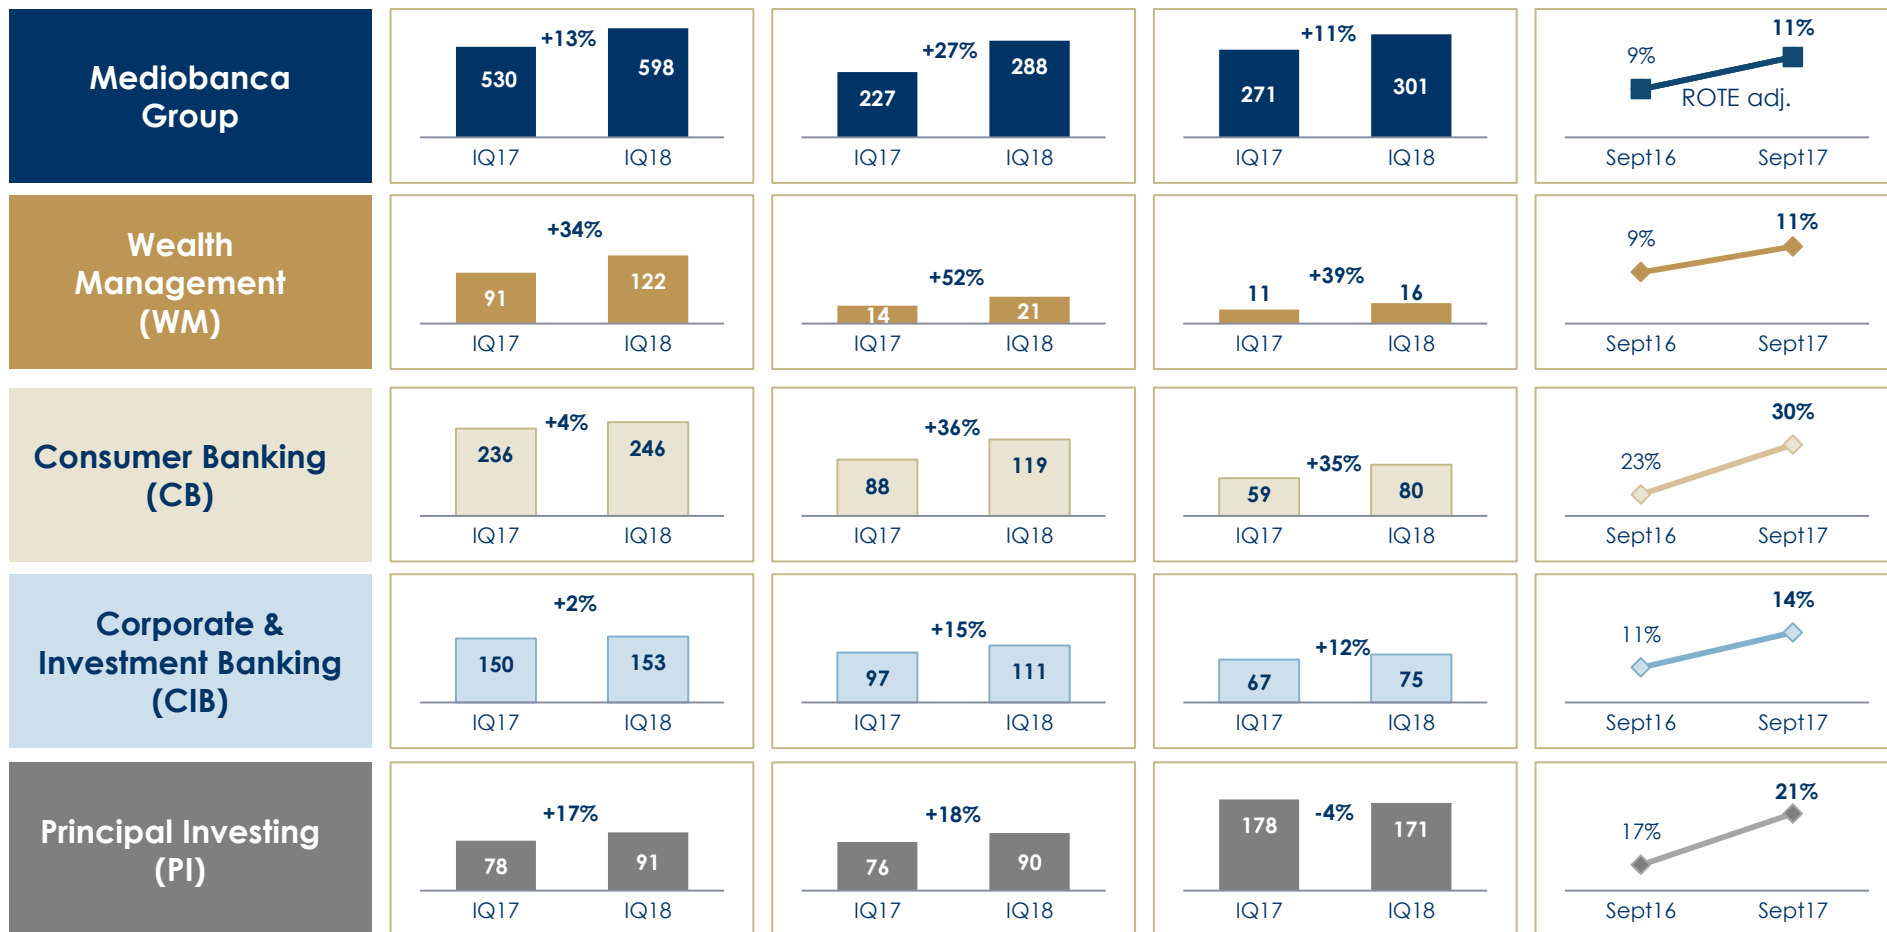 Mediobanca
Group
+13%
530
598
IQ17
IQ18
+27%
227
288
IQ17
IQ18
+11%
271
301
IQ17
IQ18
9%
11%
ROTE adj.
Sept16
Sept17
Wealth
Management
(WM)
+34%
91
122
IQ17
IQ18
+52%
14
21
IQ17
IQ18
+39%
11
16
IQ17
IQ18
9%
11%
Sept16
Sept17
Consumer Banking
(CB)
+4%
236
246
IQ17
IQ18
+36%
88
119
IQ17
IQ18
+35%
59
80
IQ17
IQ18
23%
30%
Sept16
Sept17
Corporate &
Investment Banking
(CIB)
+2%
150
153
IQ17
IQ18
+15%
97
111
IQ17
IQ18
+12%
67
75
IQ17
IQ18
11%
14%
Sept16
Sept17
Principal Investing
(PI)
+17%
78
91
IQ17
IQ18
+18%
76
90
IQ17
IQ18
-4%
178
171
IQ17
IQ18
17%
21%
Sept16
Sept17